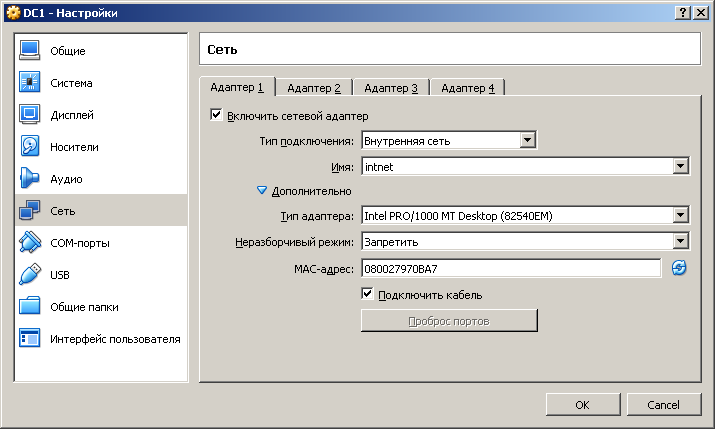 DC1 - Настройки
Общие
Система
Дисплей
Носители
Аудио
Сеть
COM-порты
USB
Общие папки
Интерфейс пользователя
Сеть
Адаптер 1 Адаптер 2 Адаптер 3 Адаптер 4
Включить сетевой адаптер
Тип подключения: Внутренняя сеть
Имя: intnet
Дополнительно
Тип адаптера: Intel PRO/1000 MT Desktop (82540EM)
Неразборчивый режим: Запретить
MAC-адрес: 080027970BA7
Подключить кабель
Проброс портов
OK Cancel